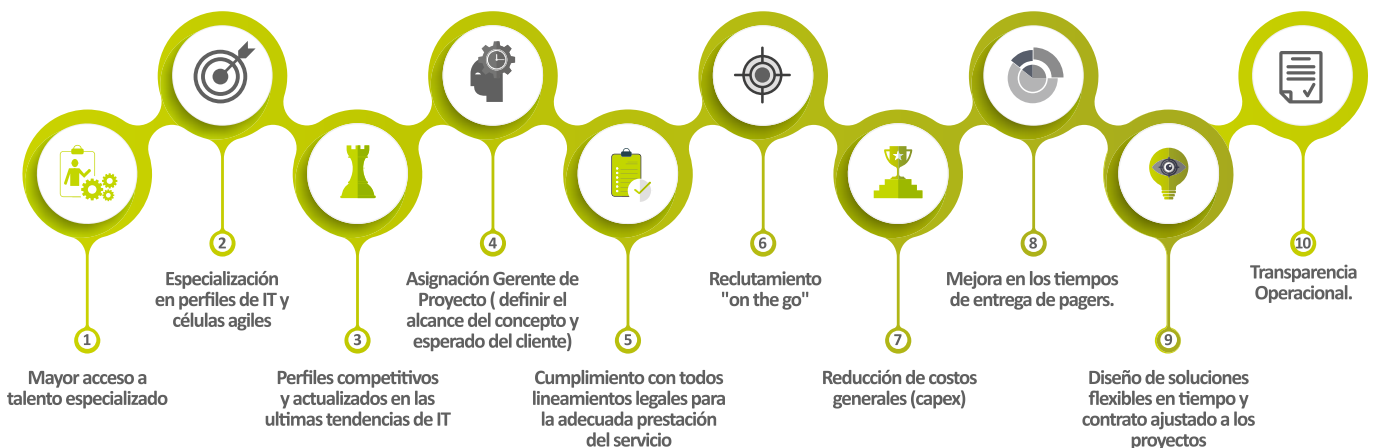 1
Mayor acceso a
talento especializado
2
Especialización
en perfiles de IT y
células agiles
3
Perfiles competitivos
y actualizados en las
ultimas tendencias de IT
4
Asignación Gerente de
Proyecto ( definir el
alcance del concepto y
esperado del cliente)
5
Cumplimiento con todos
lineamientos legales para
la adecuada prestación
del servicio
6
Reclutamiento
"on the go"
7
Reducción de costos
generales (capex)
8
Mejora en los tiempos
de entrega de pagers.
9
Diseño de soluciones
flexibles en tiempo y
contrato ajustado a los
proyectos
10
Transparencia
Operacional.